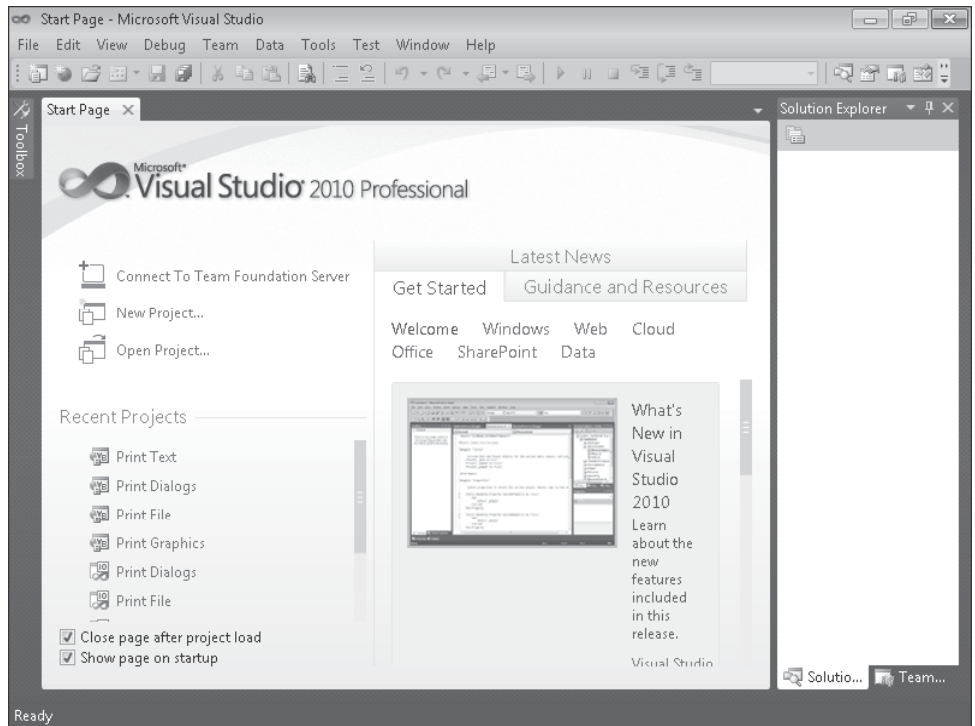 Start Page - Microsoft Visual Studio
File Edit View Debug Team Data Tools Test Window Help
Toolbox
Start Page
Solution Explorer
Microsoft®
Visual Studio® 2010 Professional
Connect To Team Foundation Server
New Project...
Open Project...
Recent Projects
Print Text
Print Dialogs
Print File
Print Graphics
Print Dialogs
Print File
Close page after project load
Show page on startup
Latest News
Get Started Guidance and Resources
Welcome Windows Web Cloud
Office SharePoint Data
What's
New in
Visual
Studio
2010
Learn
about the
new
features
included
in this
release.
Visual Studio
Solutio... Team...
Ready